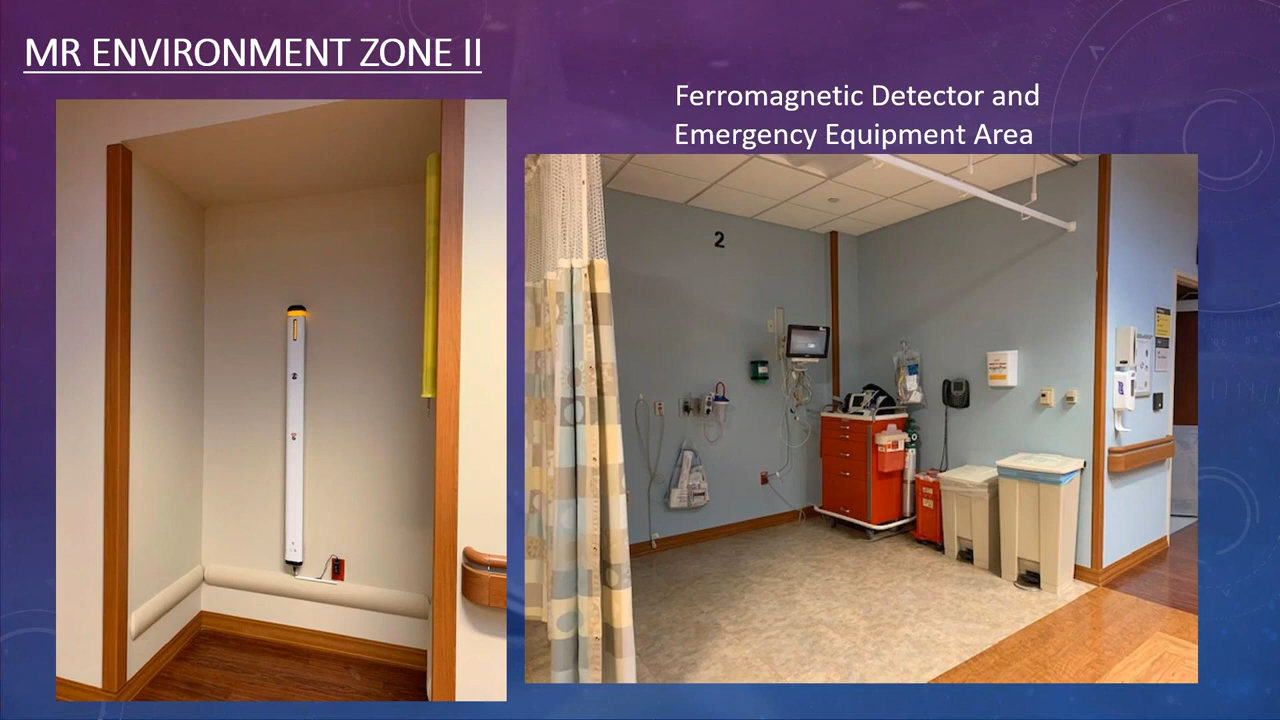 MR ENVIRONMENT ZONE II
Ferromagnetic Detector and
Emergency Equipment Area
2